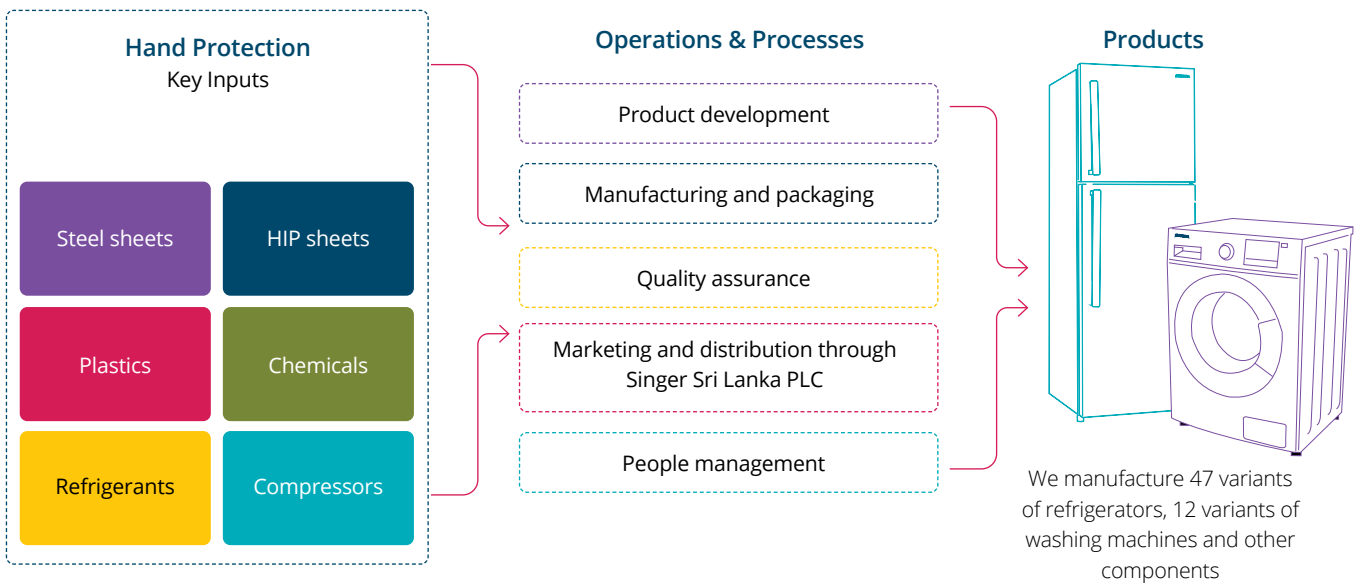 Hand Protection
Key Inputs
Steel sheets
HIP sheets
Plastics
Chemicals
Refrigerants
Compressors
Operations & Processes
Product development
Manufacturing and packaging
Quality assurance
Marketing and distribution through
Singer Sri Lanka PLC
People management
Products
We manufacture 47 variants
of refrigerators, 12 variants of
washing machines and other
components